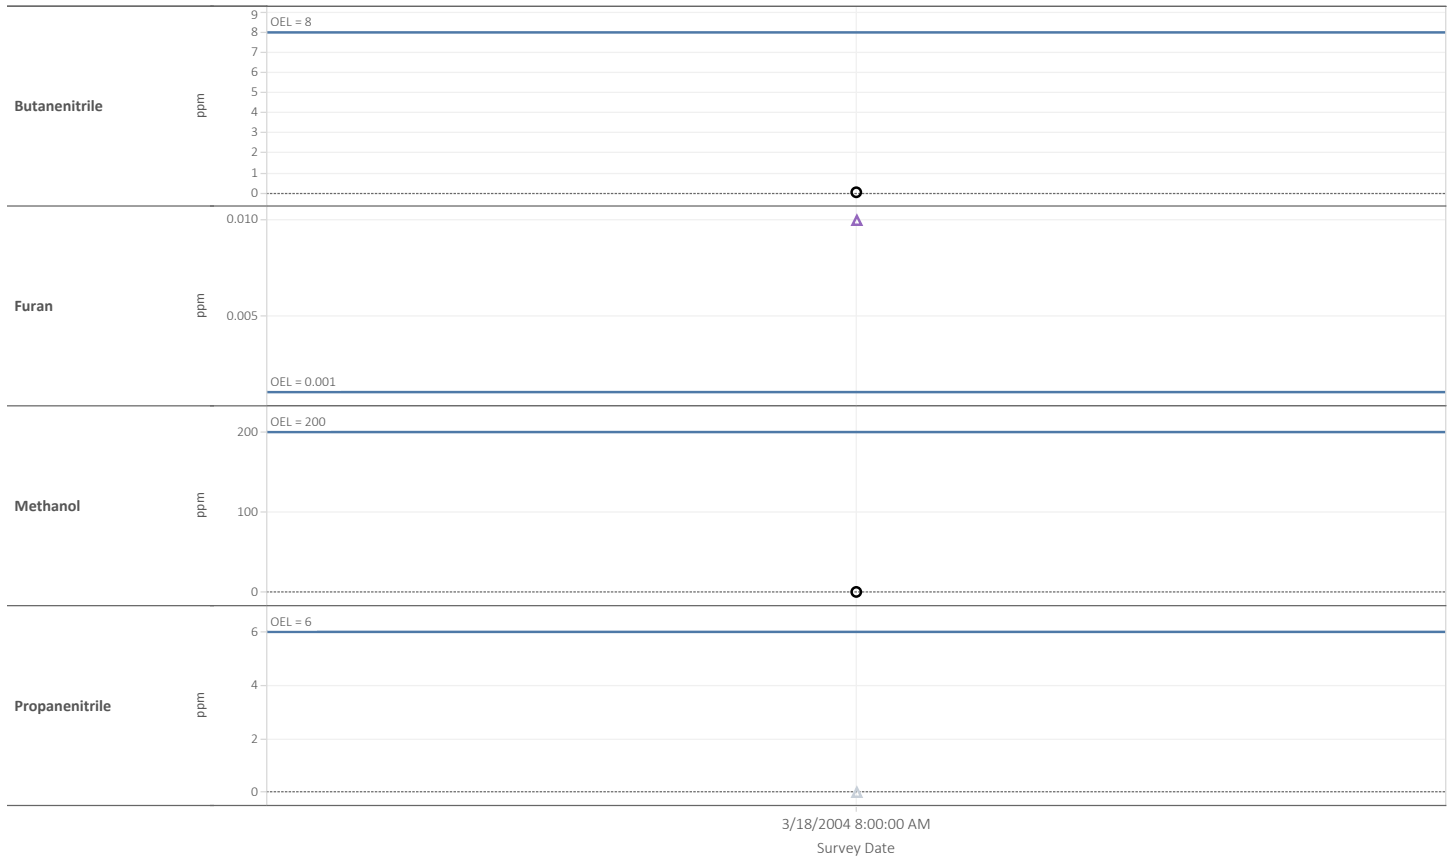 Butanenitrile
ppm
9
8
7
6
5
4
3
2
1
0
OEL = 8
Furan
ppm
0.010
0.005
OEL = 0.001
Methanol
ppm
200
100
0
OEL = 200
Propanenitrile
ppm
6
4
2
0
OEL = 6
3/18/2004 8:00:00 AM
Survey Date